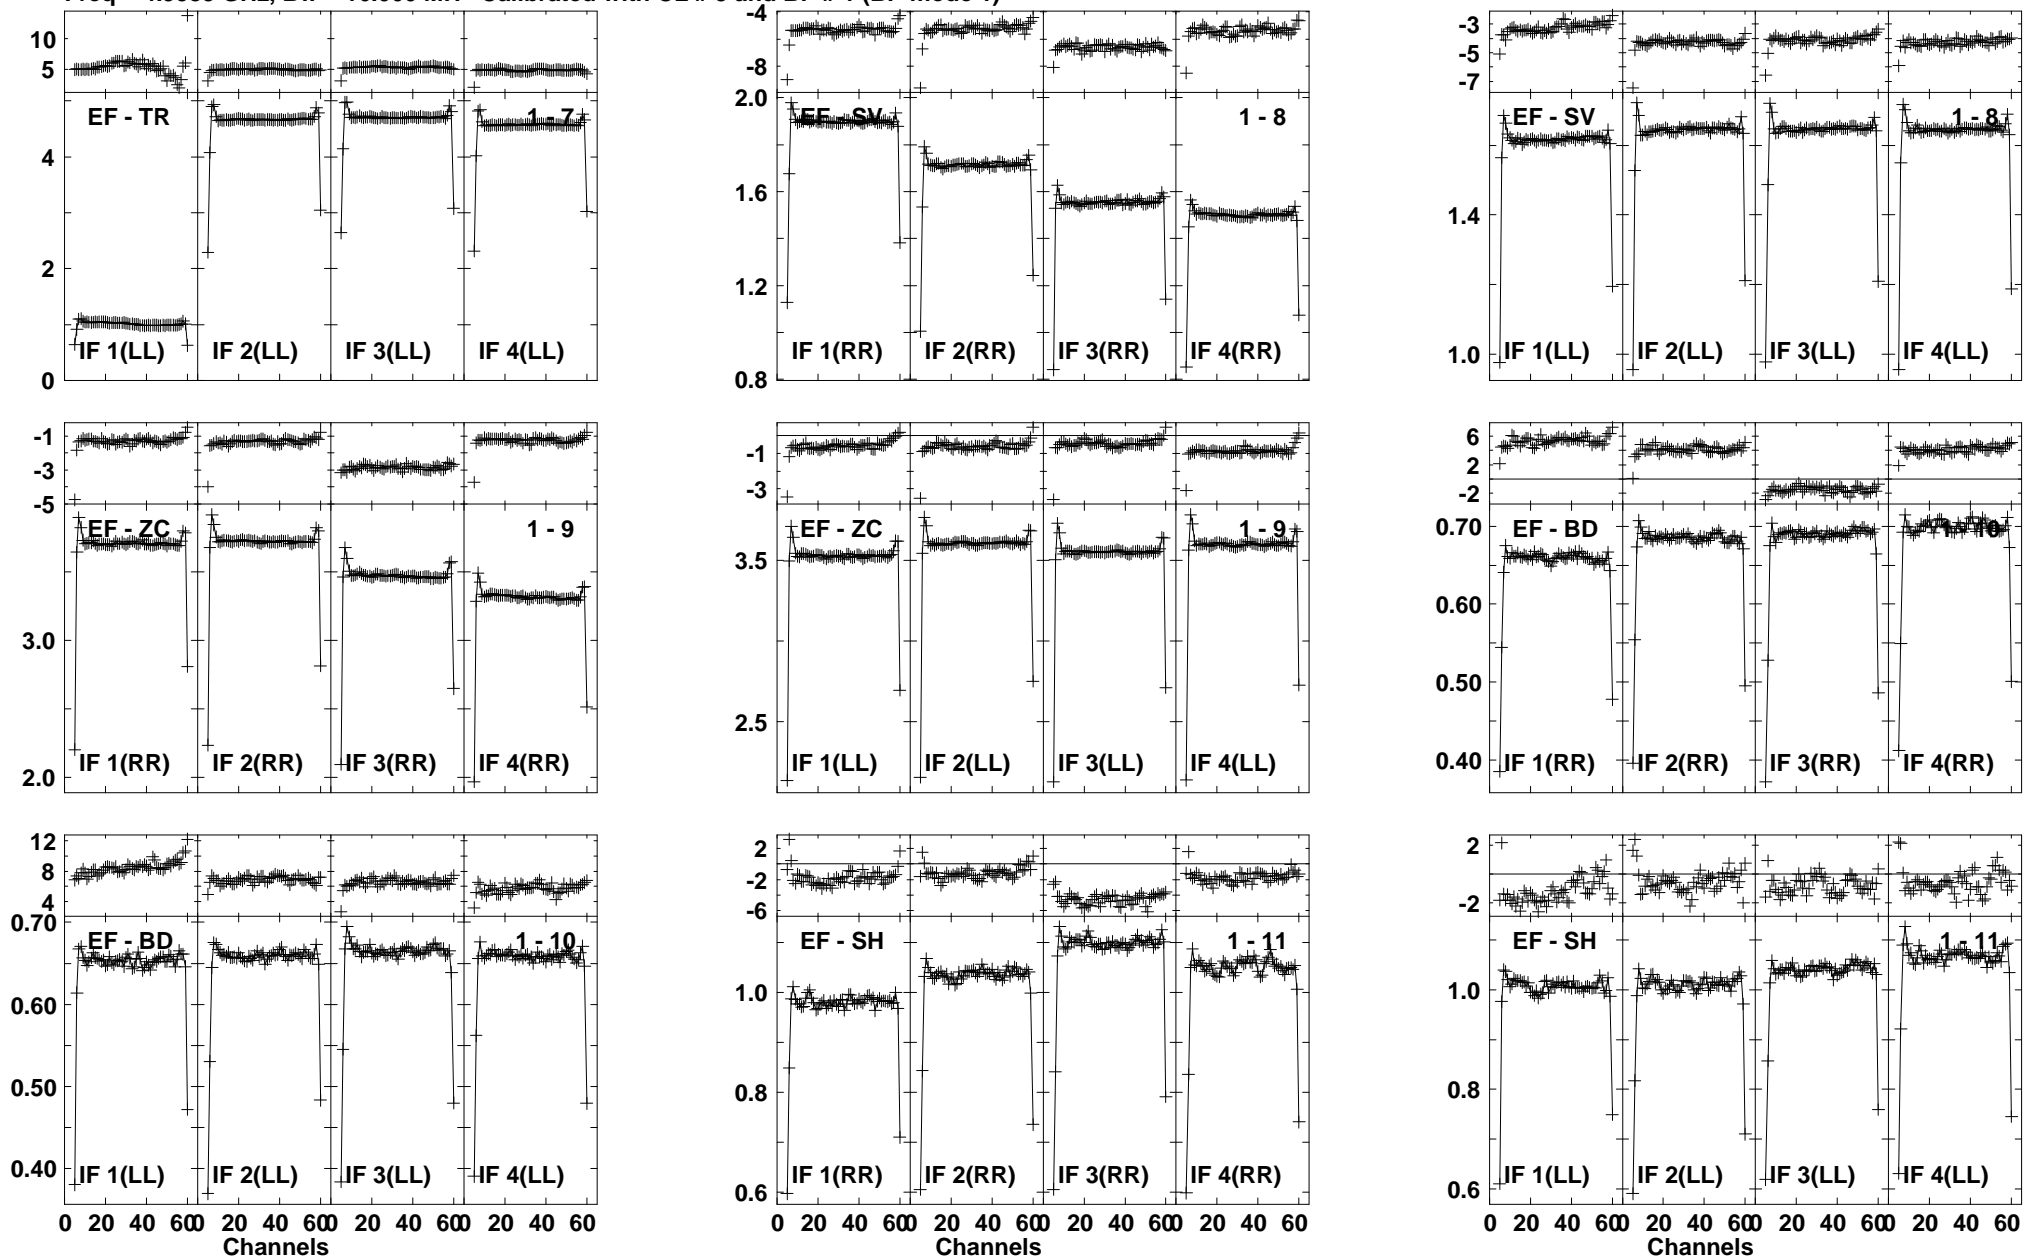 10
5
EF - TR
1 - 7
4
2
0
IF 1(LL) IF 2(LL) IF 3(LL) IF 4(LL)
-4
-8
2.0
EF - SV
1 - 8
1.6
1.2
0.8
IF 1(RR) IF 2(RR) IF 3(RR) IF 4(RR)
-3
-5
-7
EF - SV
1 - 8
1.4
1.0
IF 1(LL) IF 2(LL) IF 3(LL) IF 4(LL)
-1
-3
-5
EF - ZC
1 - 9
3.0
2.0
IF 1(RR) IF 2(RR) IF 3(RR) IF 4(RR)
-1
-3
EF - ZC
1 - 9
3.5
2.5
IF 1(LL) IF 2(LL) IF 3(LL) IF 4(LL)
6
2
-2
EF - BD
1 - 10
0.70
0.60
0.50
0.40
IF 1(RR) IF 2(RR) IF 3(RR) IF 4(RR)
12
8
4
0.70
EF - BD
1 - 10
0.60
0.50
0.40
IF 1(LL) IF 2(LL) IF 3(LL) IF 4(LL)
0 20 40 60 0 20 40 60 0 20 40 60 0 20 40 60
Channels
2
-2
-6
EF - SH
1 - 11
1.0
0.8
0.6
IF 1(RR) IF 2(RR) IF 3(RR) IF 4(RR)
0 20 40 60 0 20 40 60 0 20 40 60 0 20 40 60
Channels
2
-2
EF - SH
1 - 11
1.0
0.8
0.6
IF 1(LL) IF 2(LL) IF 3(LL) IF 4(LL)
0 20 40 60 0 20 40 60 0 20 40 60 0 20 40 60
Channels